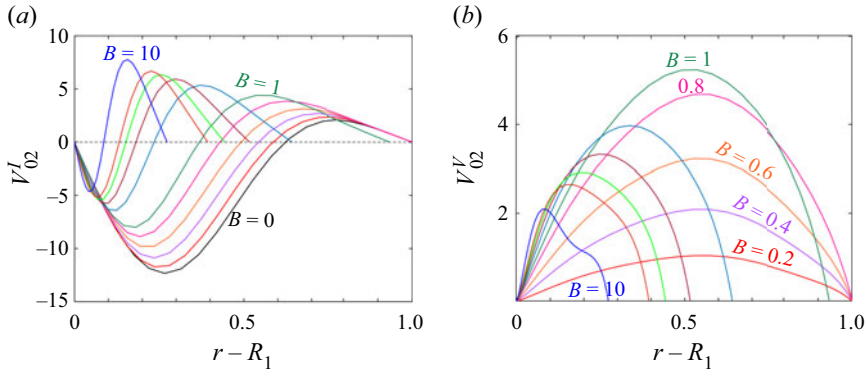 (a)
(b)
10
5
0
−5
−10
−15
V_{02}^{I}
B = 10
B = 1
B = 0
0
0.5
1.0
r – R_1
6
4
2
V_{02}^{V}
B = 1
0.8
B = 0.6
B = 0.4
B = 0.2
B = 10
0
0.5
1.0
r – R_1